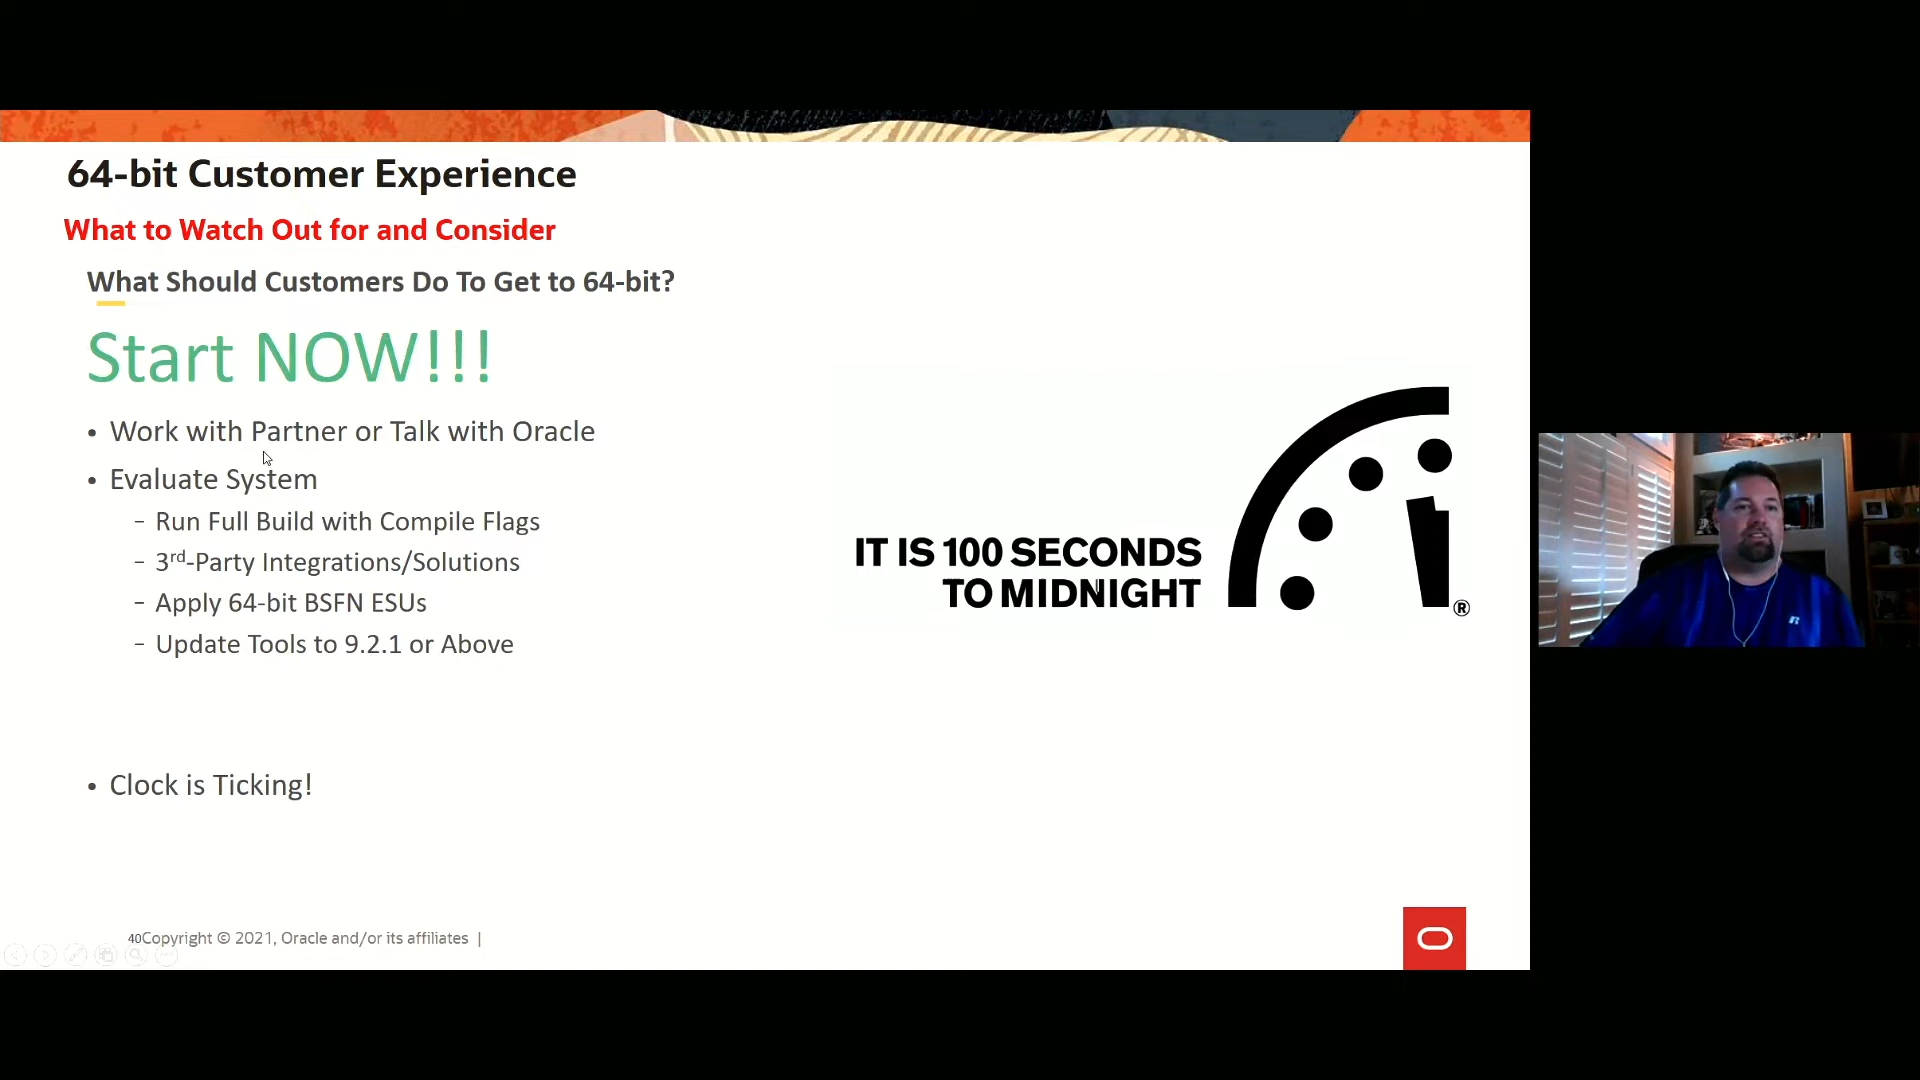 64-bit Customer Experience
What to Watch Out for and Consider
What Should Customers Do To Get to 64-bit?
Start NOW!!!
• Work with Partner or Talk with Oracle
• Evaluate System
– Run Full Build with Compile Flags
– 3rd-Party Integrations/Solutions
– Apply 64-bit BSFN ESUs
– Update Tools to 9.2.1 or Above
• Clock is Ticking!
IT IS 100 SECONDS
TO MIDNIGHT
®
40Copyright © 2021, Oracle and/or its affiliates |